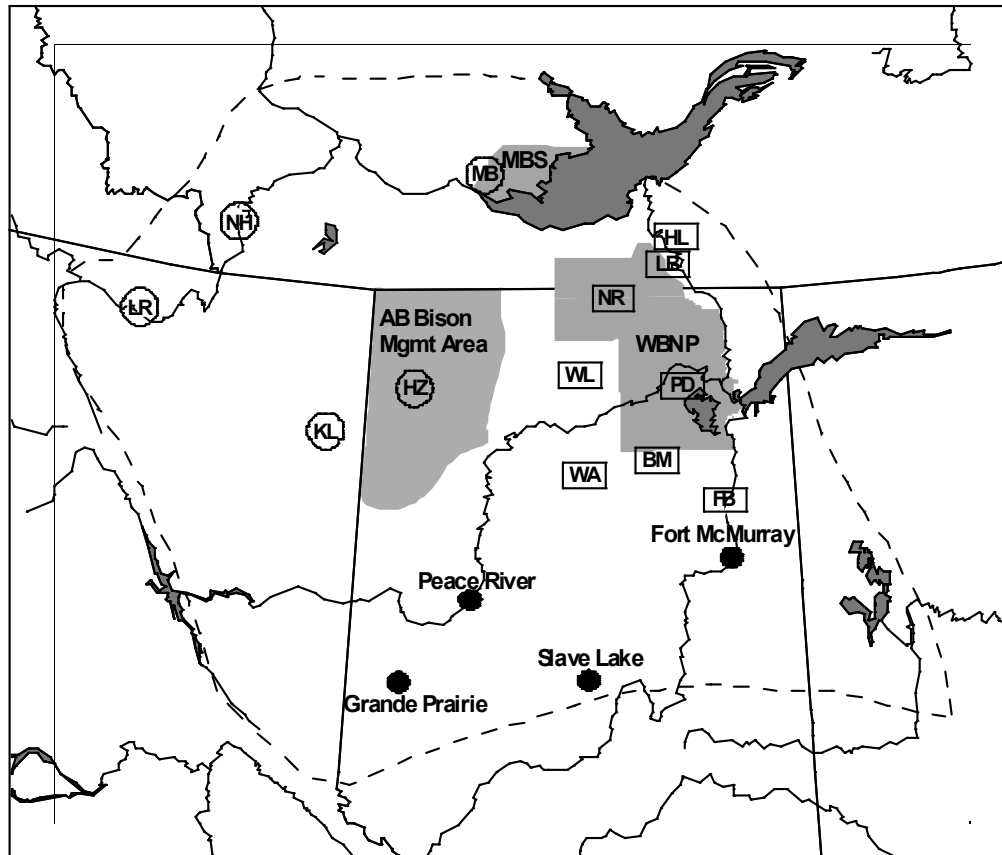 MBS
MB
NH
HL
LB
LR
NR
AB Bison
Mgmt Area
WBNP
HZ
WL
PD
KL
BM
WA
FB
Fort McMurray
Peace River
Slave Lake
Grande Prairie